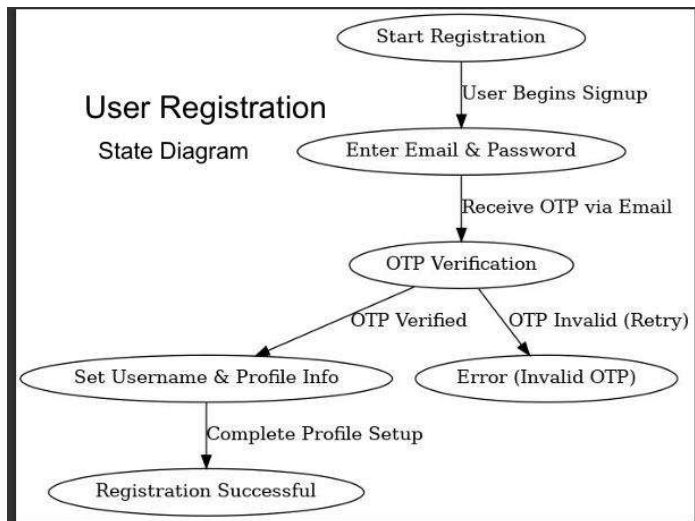 Start Registration
User Begins Signup
User Registration
State Diagram
Enter Email & Password
Receive OTP via Email
OTP Verification
OTP Verified
OTP Invalid (Retry)
Set Username & Profile Info
Error (Invalid OTP)
Complete Profile Setup
Registration Successful